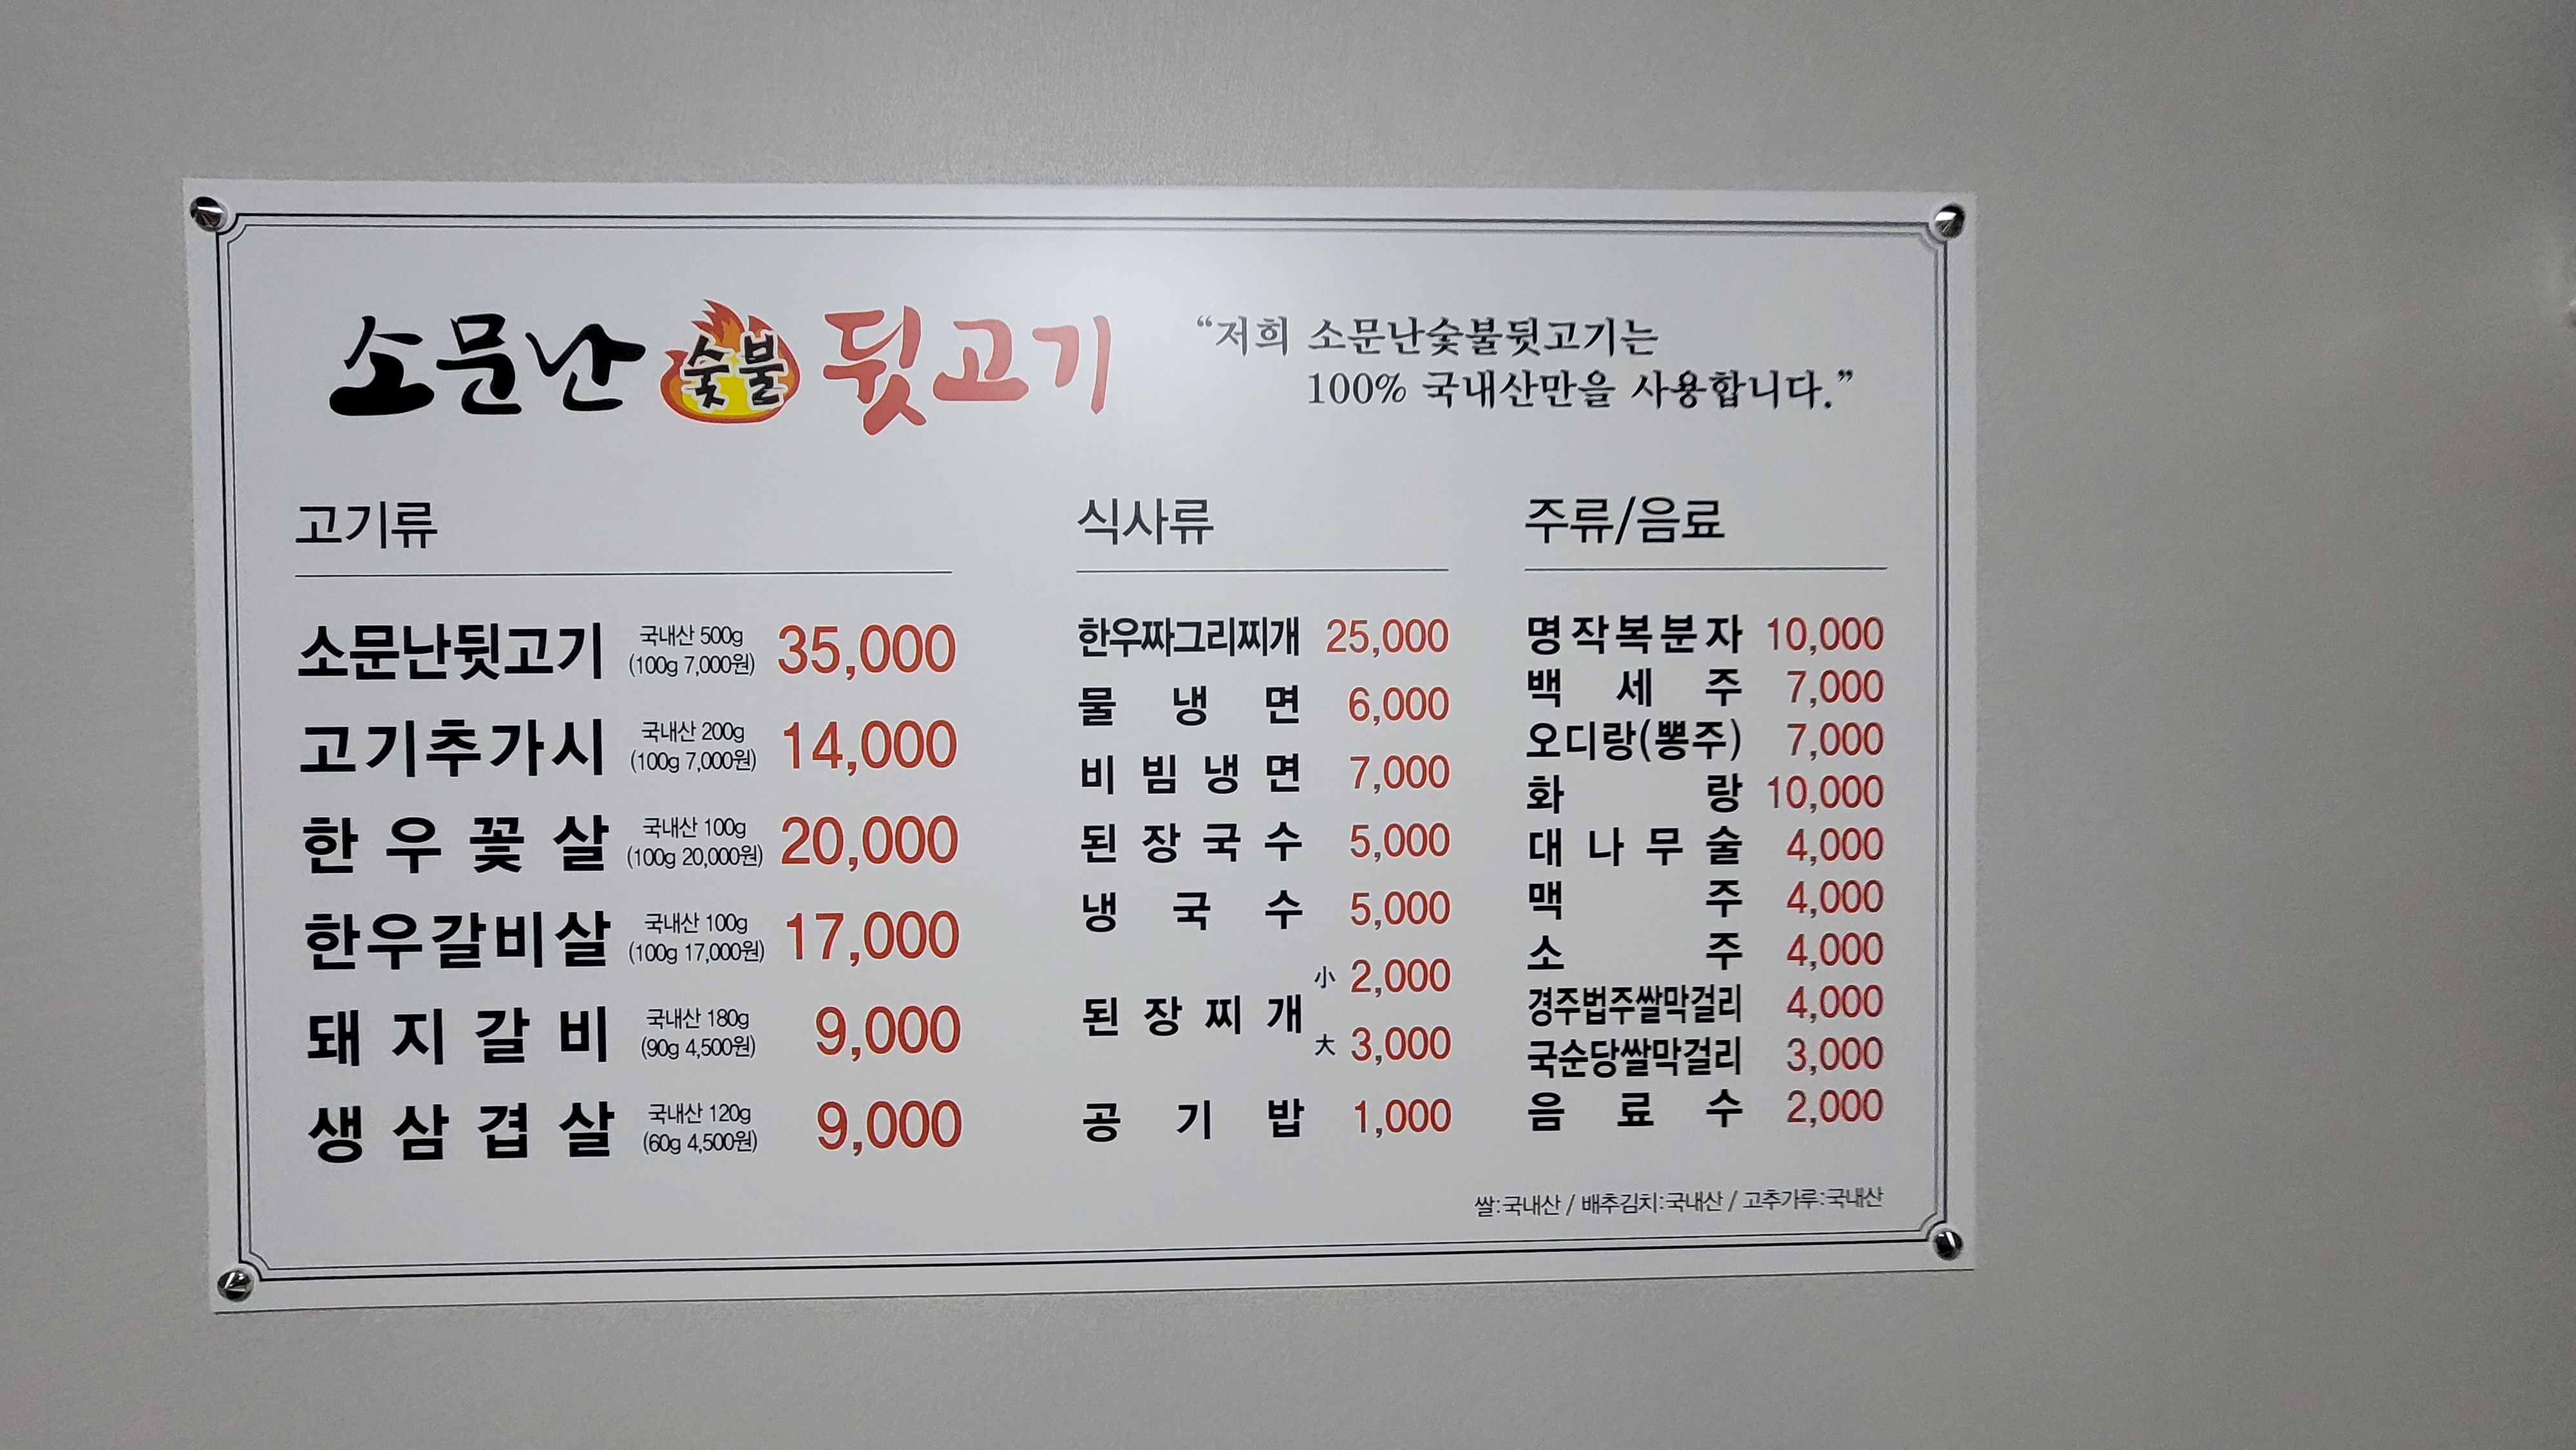 소문난 숯불 뒷고기
“저희 소문난숯불뒷고기는
100% 국내산만을 사용합니다.”
고기류
소문난뒷고기 국내산 500g (100g 7,000원) 35,000
고기추가시 국내산 200g (100g 7,000원) 14,000
한우꽃살 국내산 100g (100g 20,000원) 20,000
한우갈비살 국내산 100g (100g 17,000원) 17,000
돼지갈비 국내산 180g (90g 4,500원) 9,000
생삼겹살 국내산 120g (60g 4,500원) 9,000
식사류
한우짜그리찌개 25,000
물냉면 6,000
비빔냉면 7,000
된장국수 5,000
냉국수 5,000
된장찌개 小 2,000
大 3,000
공기밥 1,000
주류/음료
명작복분자 10,000
백세주 7,000
오디랑(뽕주) 7,000
화랑 10,000
대나무술 4,000
맥주 4,000
소주 4,000
경주법주쌀막걸리 4,000
국순당쌀막걸리 3,000
음료수 2,000
쌀:국내산 / 배추김치:국내산 / 고추가루:국내산